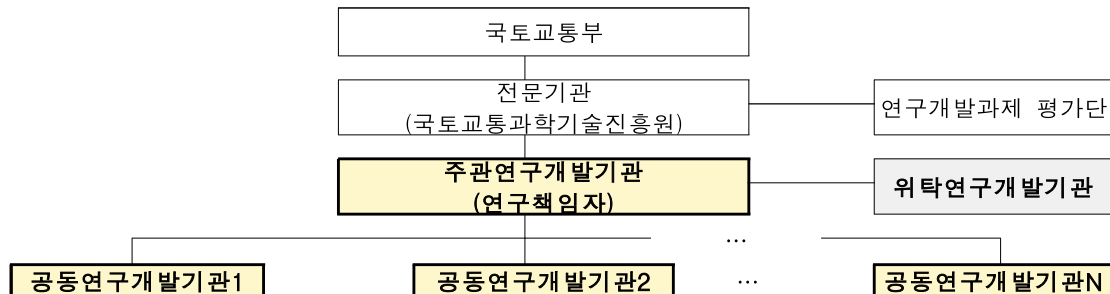 국토교통부
전문기관
(국토교통과학기술진흥원)
연구개발과제 평가단
주관연구개발기관
(연구책임자)
위탁연구개발기관
...
공동연구개발기관1
공동연구개발기관2
...
공동연구개발기관N